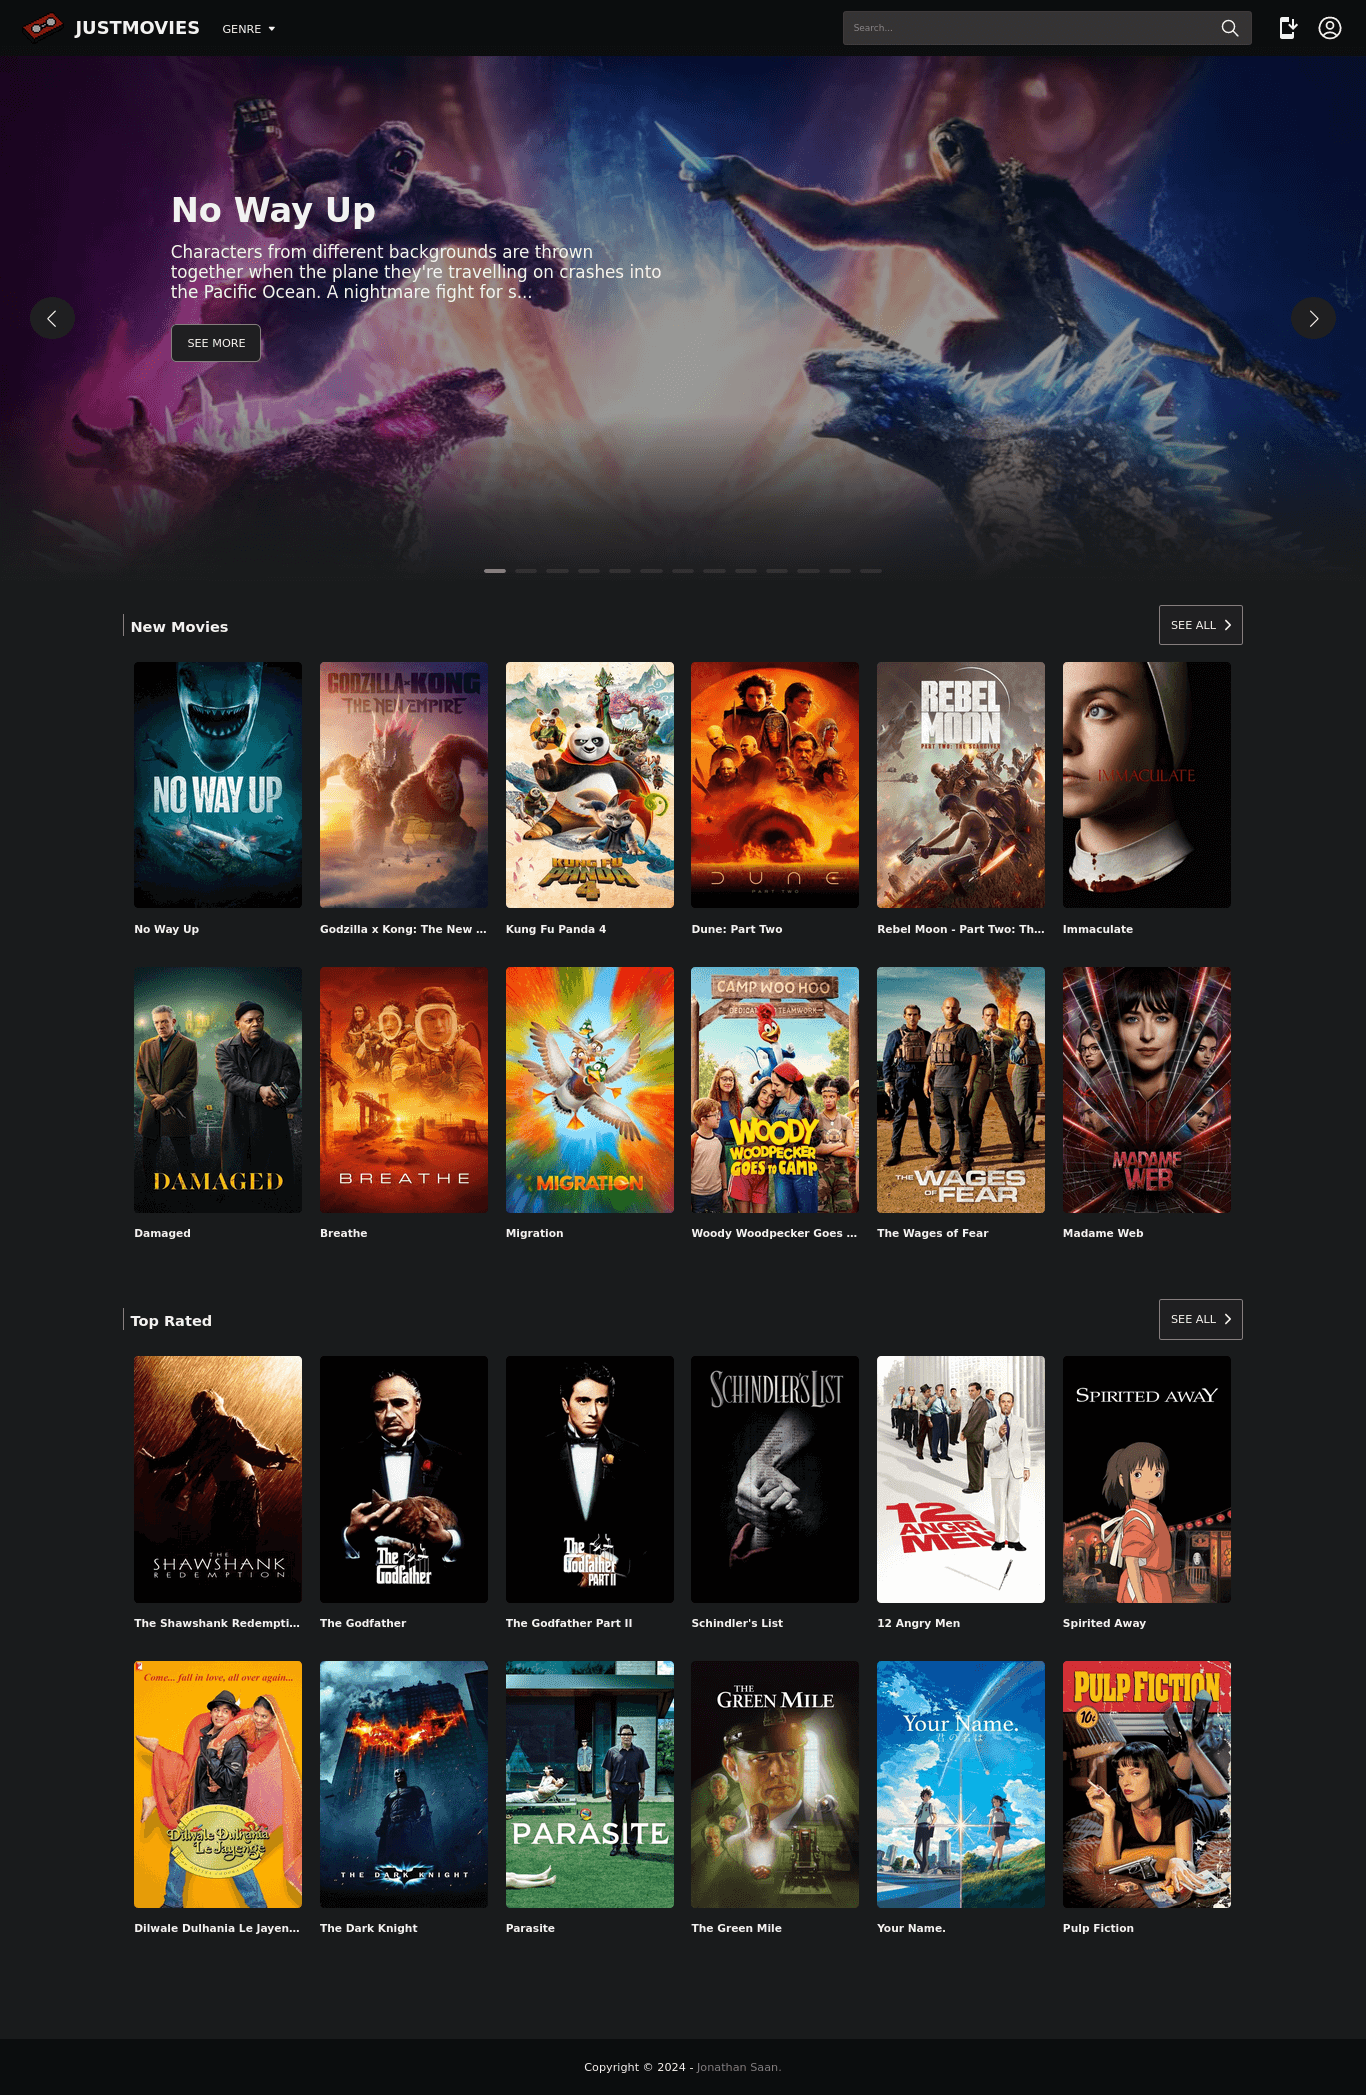 JUSTMOVIES
GENRE
Search...
No Way Up
Characters from different backgrounds are thrown
together when the plane they're travelling on crashes into
the Pacific Ocean. A nightmare fight for s...
SEE MORE
New Movies
SEE ALL
NO WAY UP
GODZILLA x KONG
THE NEW EMPIRE
KUNG FU
PANDA
4
DUNE
PART TWO
REBEL
MOON
PART TWO: THE SCARGIVER
IMMACULATE
No Way Up
Godzilla x Kong: The New ...
Kung Fu Panda 4
Dune: Part Two
Rebel Moon - Part Two: Th...
Immaculate
DAMAGED
BREATHE
MIGRATION
CAMP WOO HOO
TEAMWORK
WOODY
WOODPECKER
GOES to CAMP
THE WAGES
OF FEAR
MADAME
WEB
Damaged
Breathe
Migration
Woody Woodpecker Goes ...
The Wages of Fear
Madame Web
Top Rated
SEE ALL
THE
SHAWSHANK
REDEMPTION
The
Godfather
The
Godfather
PART II
SCHINDLER'S LIST
12
ANGRY
MEN
SPIRITED AWAY
The Shawshank Redempti...
The Godfather
The Godfather Part II
Schindler's List
12 Angry Men
Spirited Away
Come... fall in love, all over again...
Dilwale Dulhania
Le Jayenge
THE DARK KNIGHT
PARASITE
THE
GREEN MILE
Your Name.
君の名は
PULP FICTION
10¢
Dilwale Dulhania Le Jayen...
The Dark Knight
Parasite
The Green Mile
Your Name.
Pulp Fiction
Copyright © 2024 - Jonathan Saan.